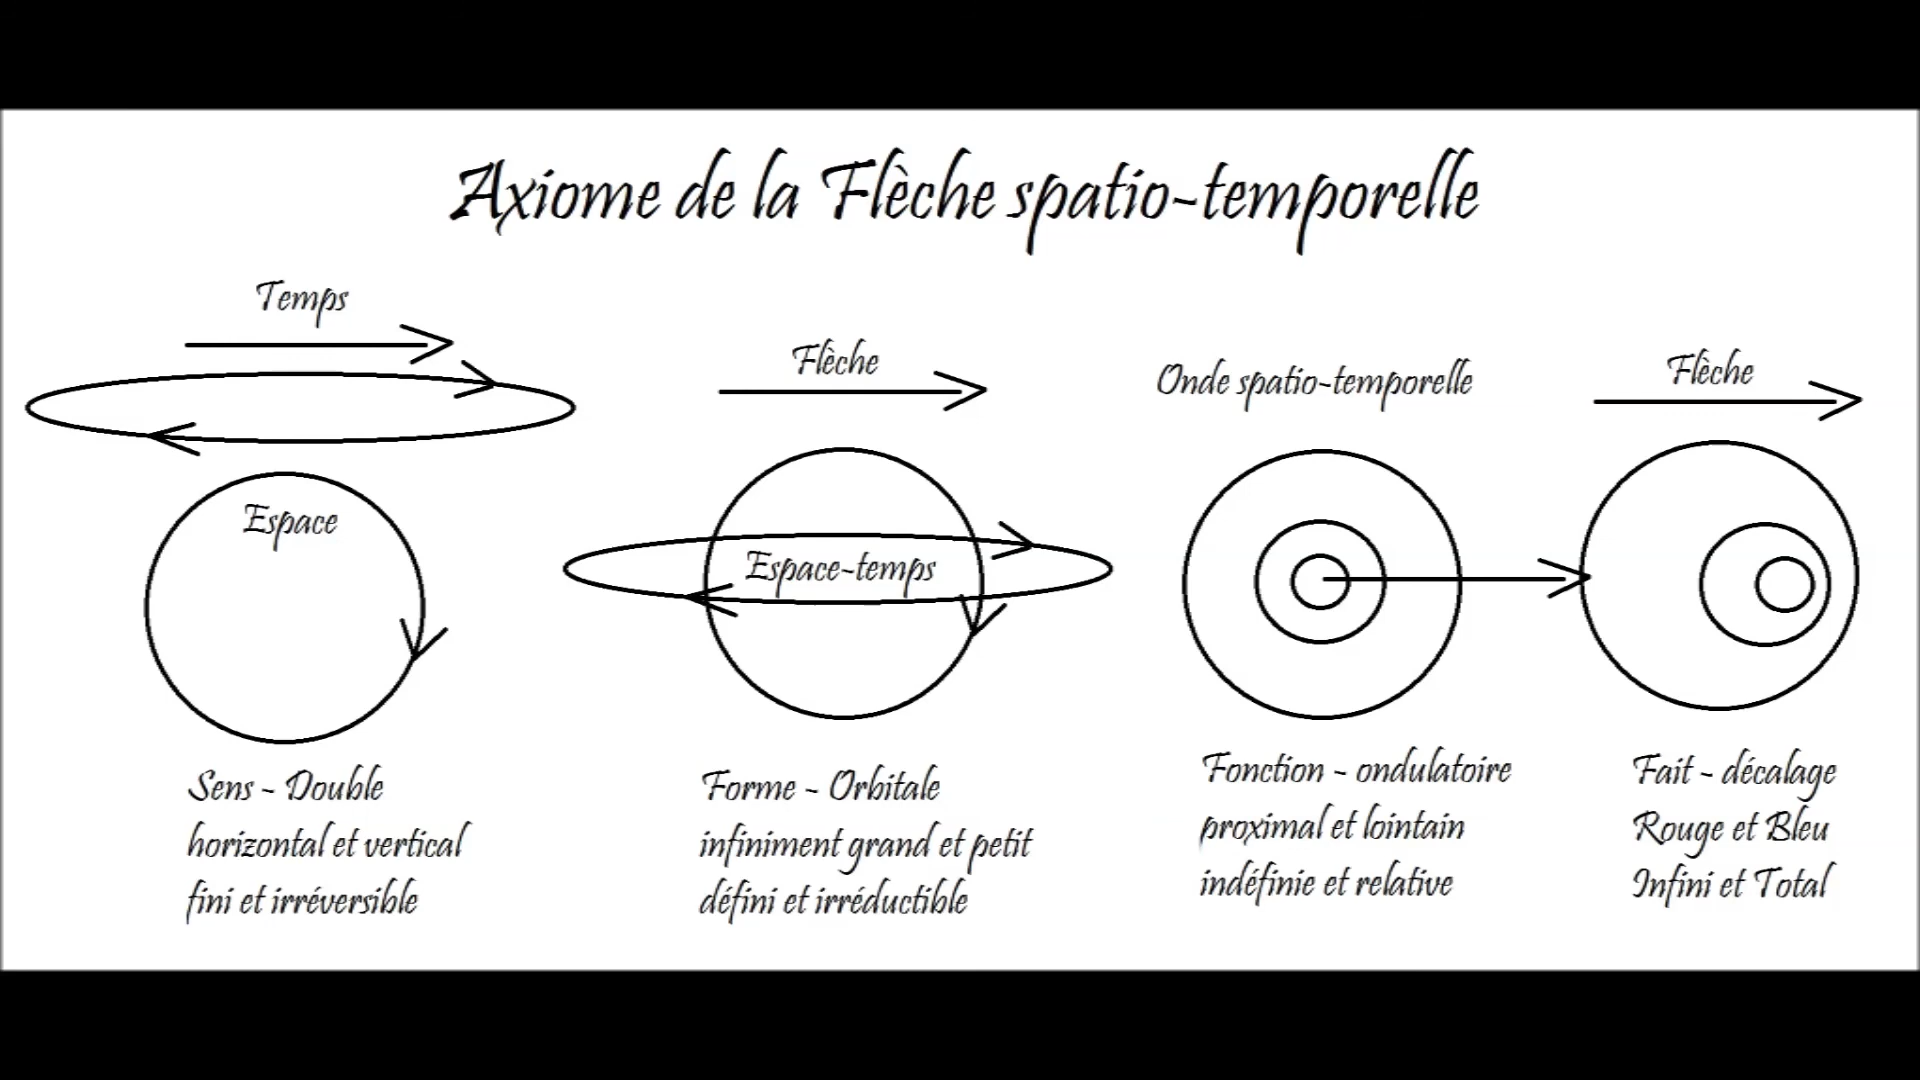 Axiome de la Flèche spatio-temporelle
Temps
Espace
Sens - Double
horizontal et vertical
fini et irréversible
Flèche
Espace-temps
Forme - Orbitale
infiniment grand et petit
défini et irréductible
Onde spatio-temporelle
Fonction - ondulatoire
proximal et lointain
indéfinie et relative
Flèche
Fait - décalage
Rouge et Bleu
Infini et Total